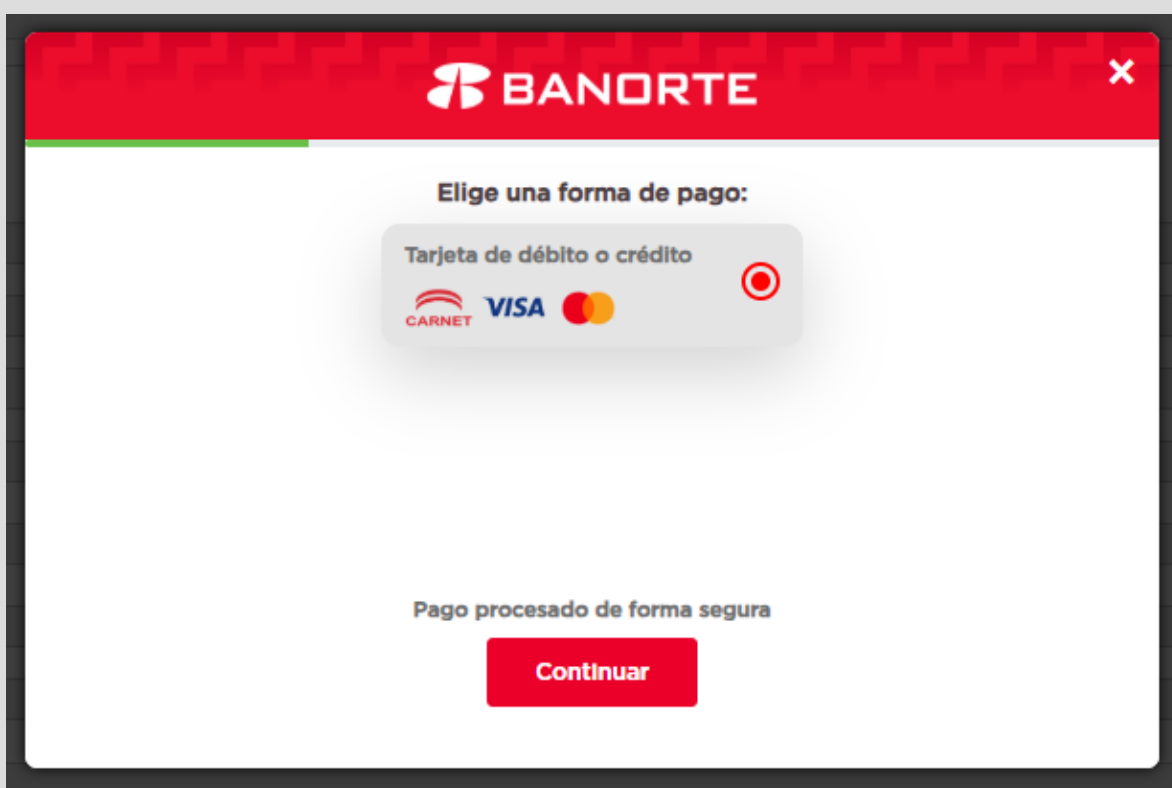 BANORTE
Elige una forma de pago:
Tarjeta de débito o crédito
CARNET VISA
Pago procesado de forma segura
Continuar